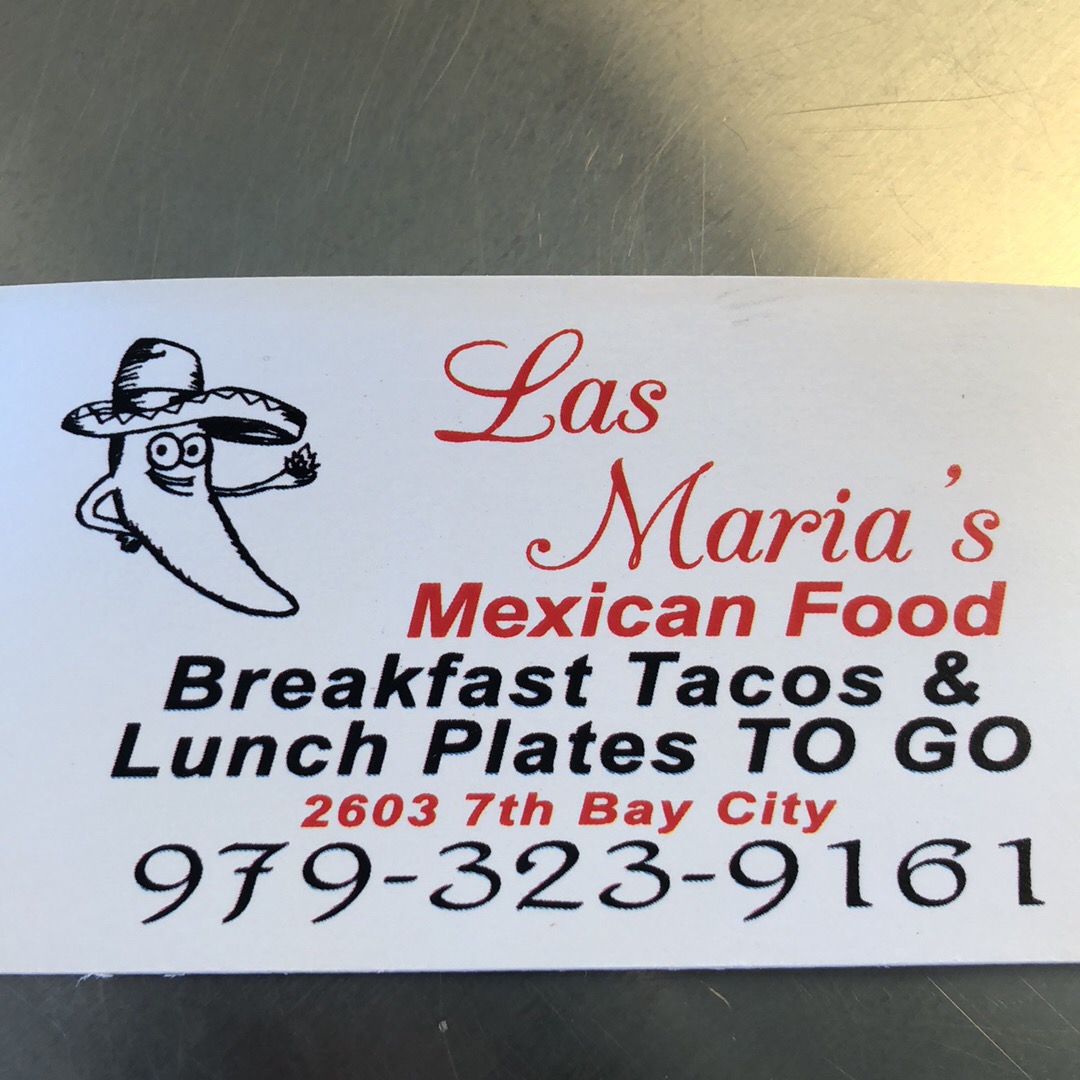 Las
Maria's
Mexican Food
Breakfast Tacos &
Lunch Plates TO GO
2603 7th Bay City
979-323-9161